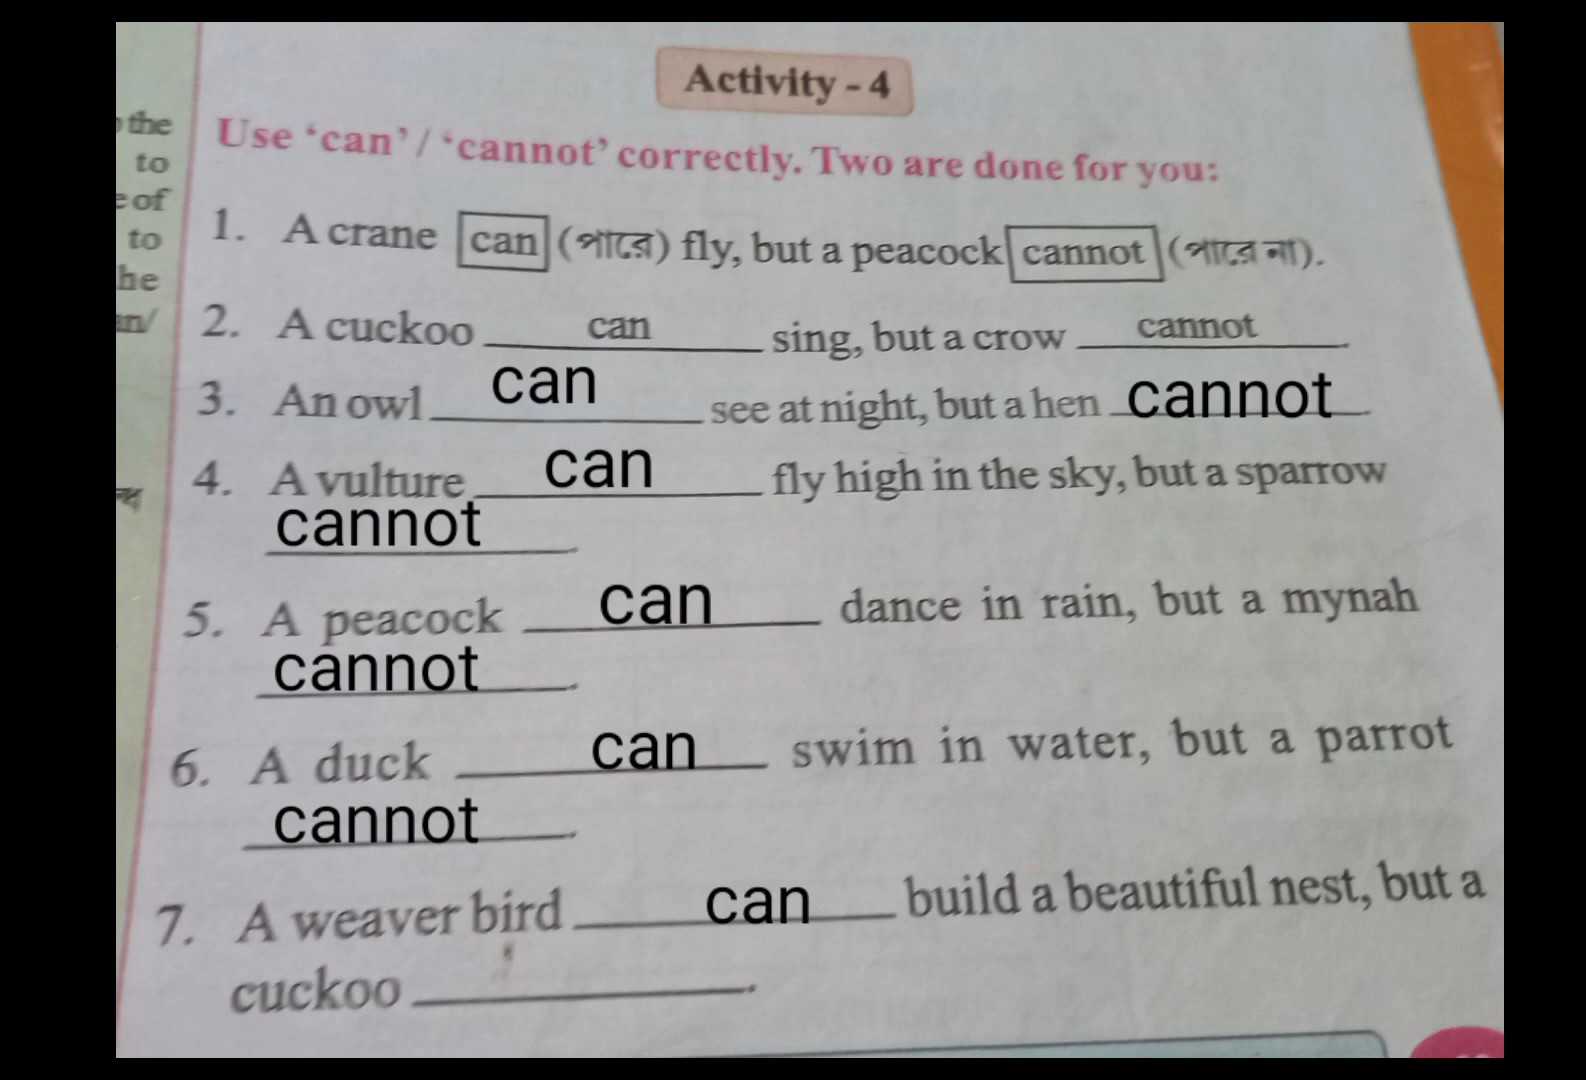 Activity - 4
the
Use ‘can’ / ‘cannot’ correctly. Two are done for you:
to
of
1. A crane can (পারে) fly, but a peacock cannot (পারে না).
to
he
2. A cuckoo can sing, but a crow cannot
3. An owl can see at night, but a hen cannot.
4. A vulture can fly high in the sky, but a sparrow
cannot.
5. A peacock can dance in rain, but a mynah
cannot.
6. A duck can swim in water, but a parrot
cannot.
7. A weaver bird can build a beautiful nest, but a
cuckoo ________.